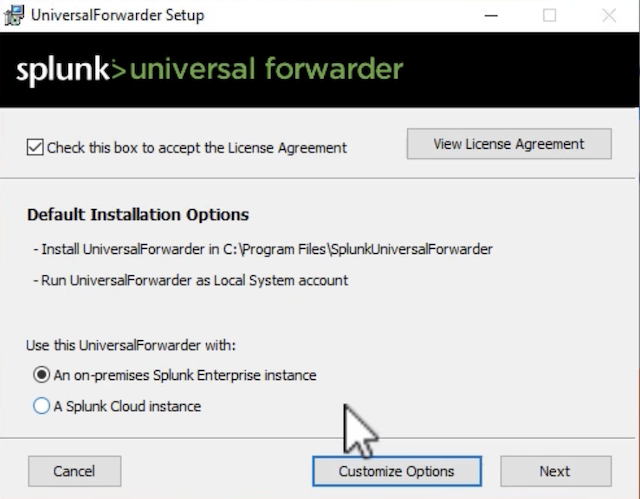 UniversalForwarder Setup
splunk>universal forwarder
Check this box to accept the License Agreement
View License Agreement
Default Installation Options
- Install UniversalForwarder in C:\Program Files\SplunkUniversalForwarder
- Run UniversalForwarder as Local System account
Use this UniversalForwarder with:
An on-premises Splunk Enterprise instance
A Splunk Cloud instance
Cancel
Customize Options
Next